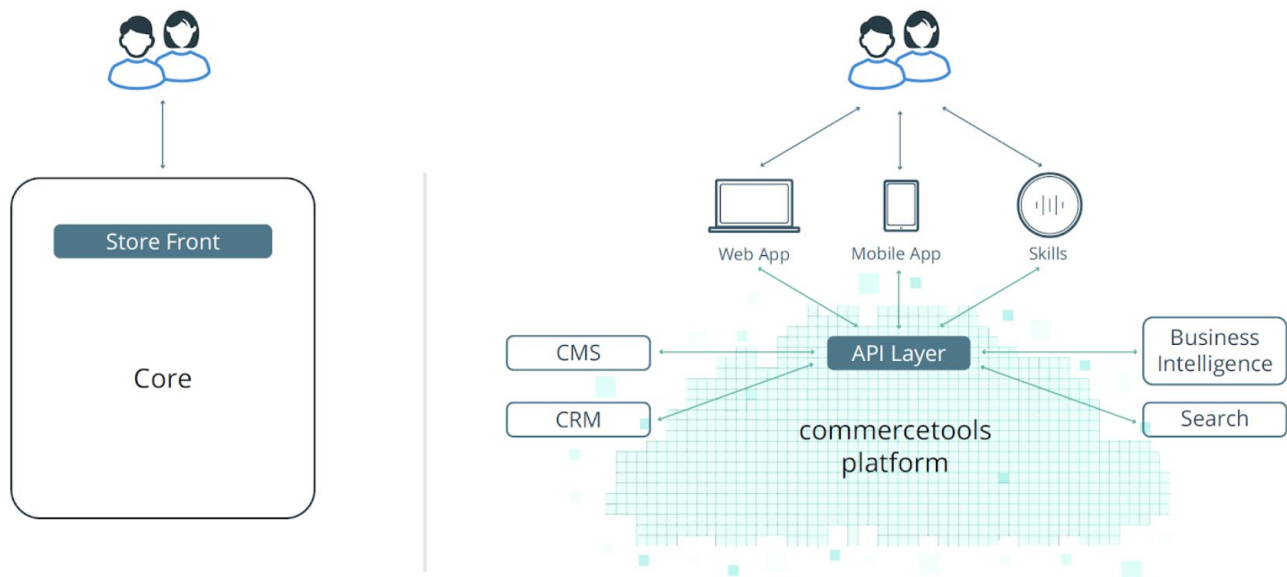 Store Front
Core
Web App
Mobile App
Skills
CMS
API Layer
Business
Intelligence
CRM
Search
commercetools
platform